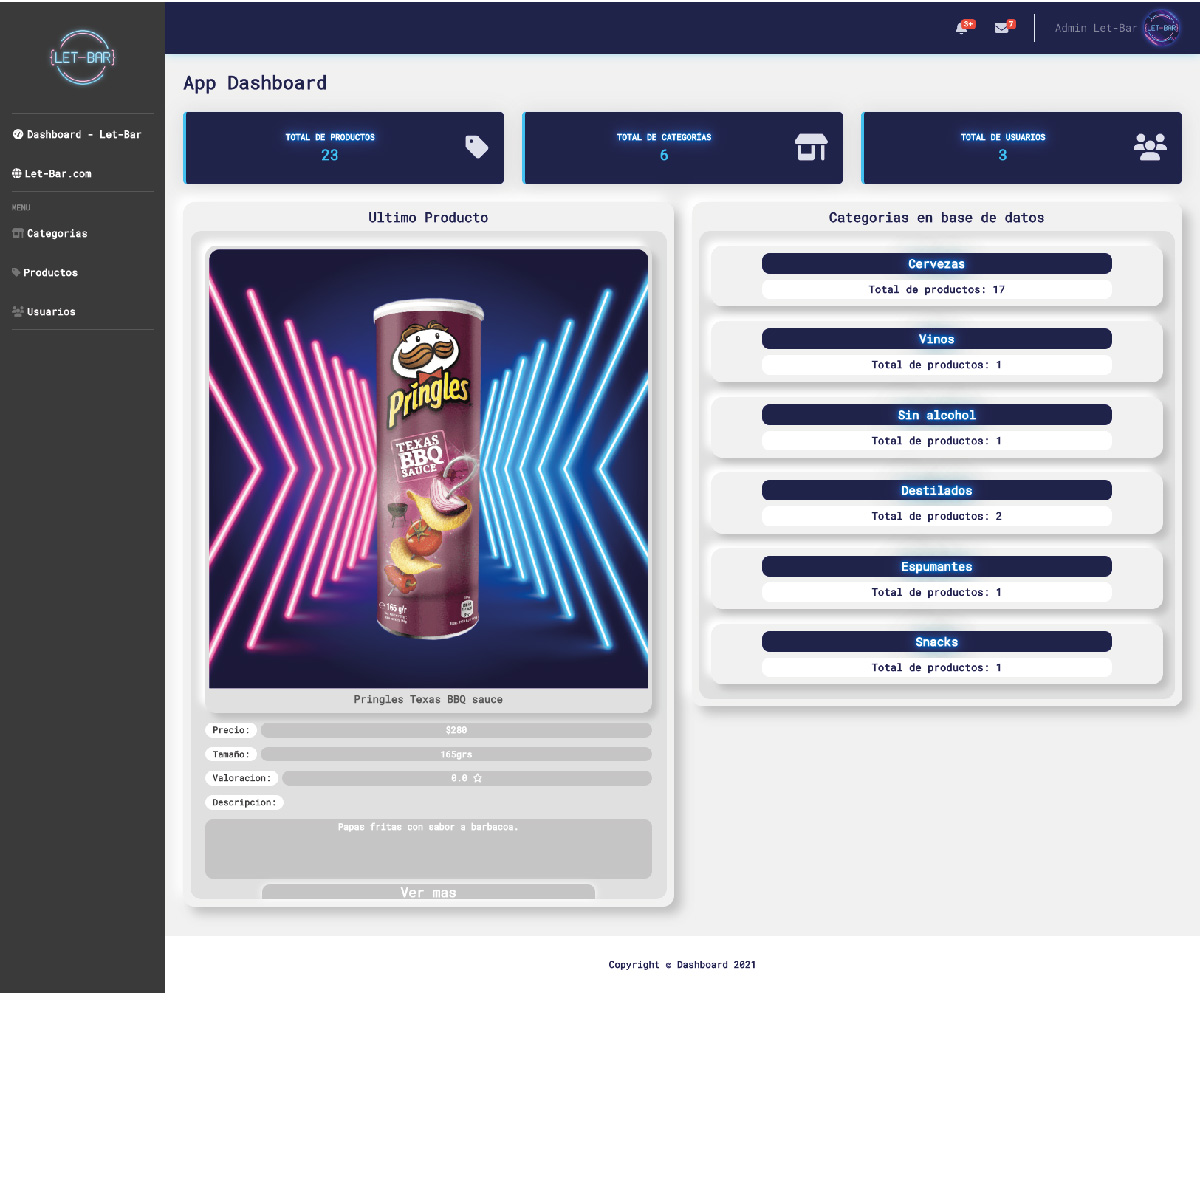 LET-BAR
Dashboard - Let-Bar
Let-Bar.com
MENU
Categorias
Productos
Usuarios
3+
7
Admin Let-Bar
LET-BAR
App Dashboard
TOTAL DE PRODUCTOS
23
TOTAL DE CATEGORÍAS
6
TOTAL DE USUARIOS
3
Ultimo Producto
Pringles
TEXAS
BBQ
SAUCE
165 g/r
Pringles Texas BBQ sauce
Precio:
$280
Tamaño:
165grs
Valoracion:
Descripcion:
Papas fritas con sabor a barbacoa.
Ver mas
Categorias en base de datos
Cervezas
Total de productos: 17
Vinos
Total de productos: 1
Sin alcohol
Total de productos: 1
Destilados
Total de productos: 2
Espumantes
Total de productos: 1
Snacks
Total de productos: 1
Copyright © Dashboard 2021